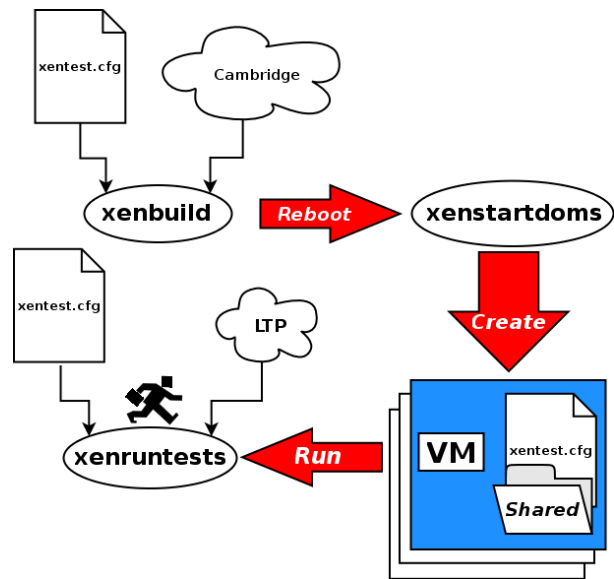 xentest.cfg
Cambridge
xenbuild
Reboot
xenstartdoms
xentest.cfg
LTP
Create
VM
xentest.cfg
Shared
Run
xenruntests